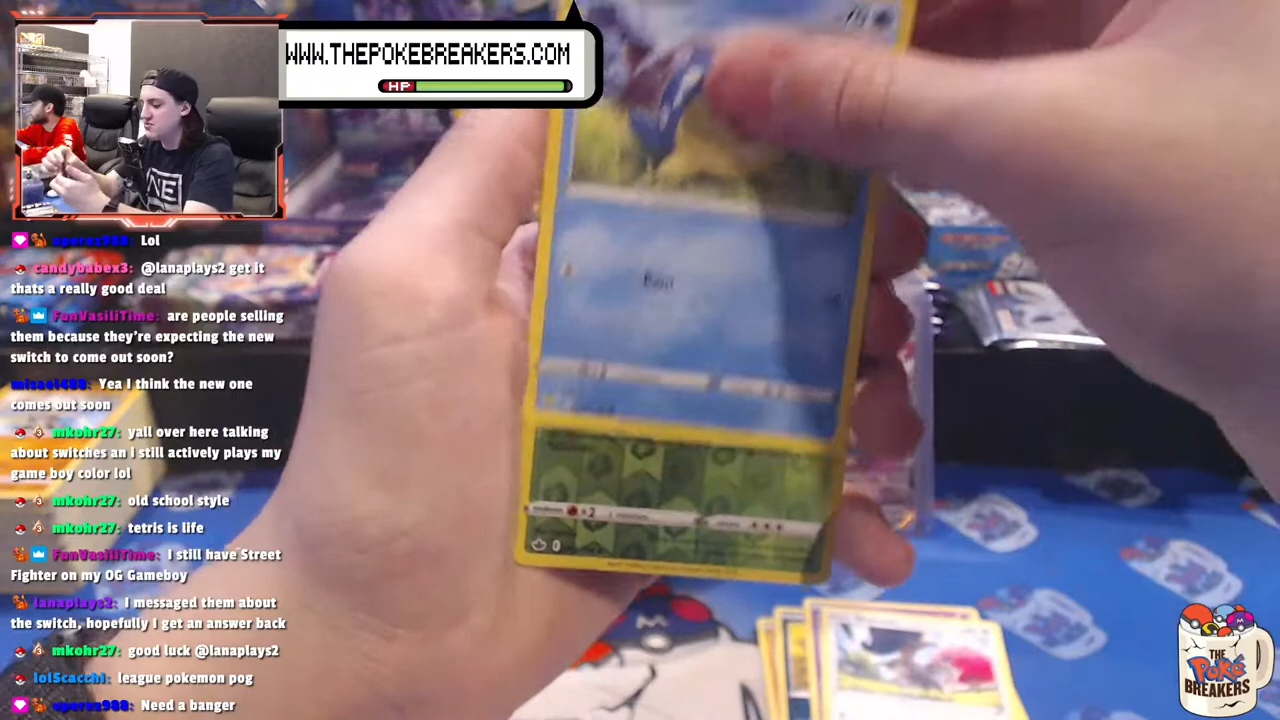 WWW.THEPOKEBREAKERS.COM
HP
uperez988: Lol
candybabex3: @lanaplays2 get it
thats a really good deal
FunVasiliTime: are people selling
them because they're expecting the new
switch to come out soon?
misael488: Yea I think the new one
comes out soon
mkohr27: yall over here talking
about switches an i still actively plays my
game boy color lol
mkohr27: old school style
mkohr27: tetris is life
FunVasiliTime: I still have Street
Fighter on my OG Gameboy
lanaplays2: I messaged them about
the switch, hopefully I get an answer back
mkohr27: good luck @lanaplays2
lolScacchi: league pokemon pog
uperez988: Need a banger
×2
THE
POKÉ
BREAKERS